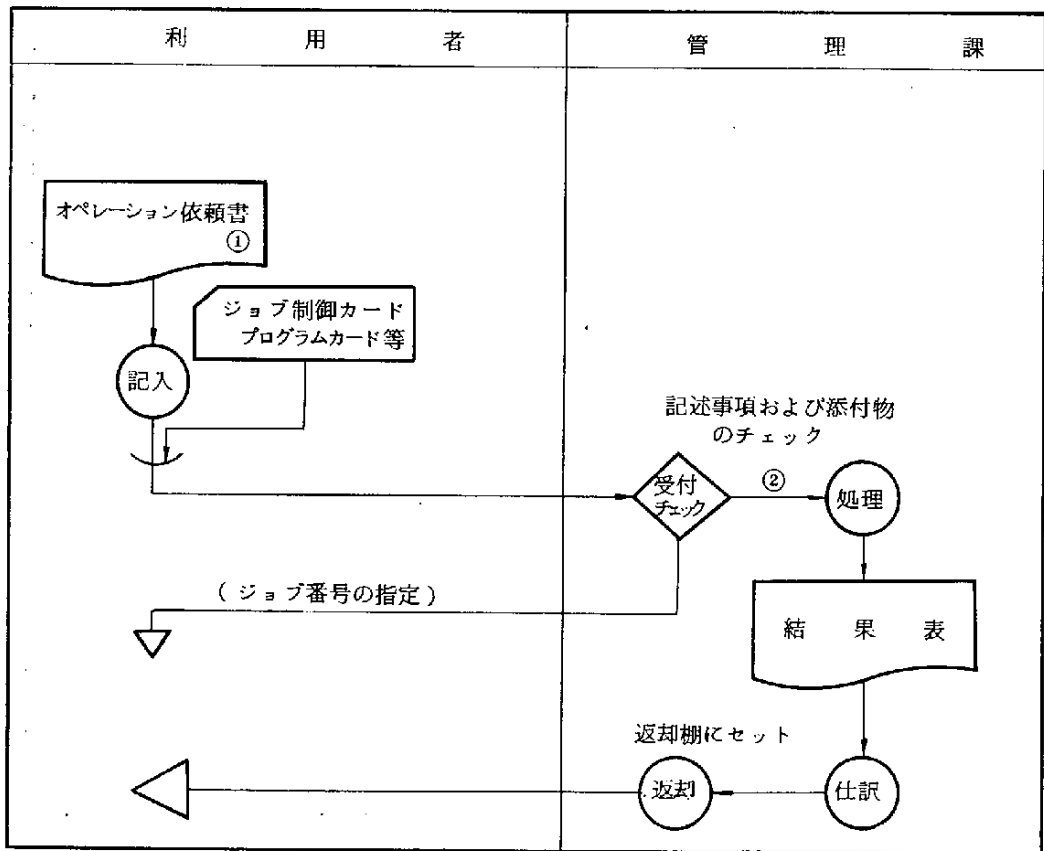 利用者
管理課
オペレーション依頼書
①
ジョブ制御カード
プログラムカード等
記入
記述事項および添付物
のチェック
受付
チェック
②
処理
(ジョブ番号の指定)
結果表
返却棚にセット
返却
仕訳